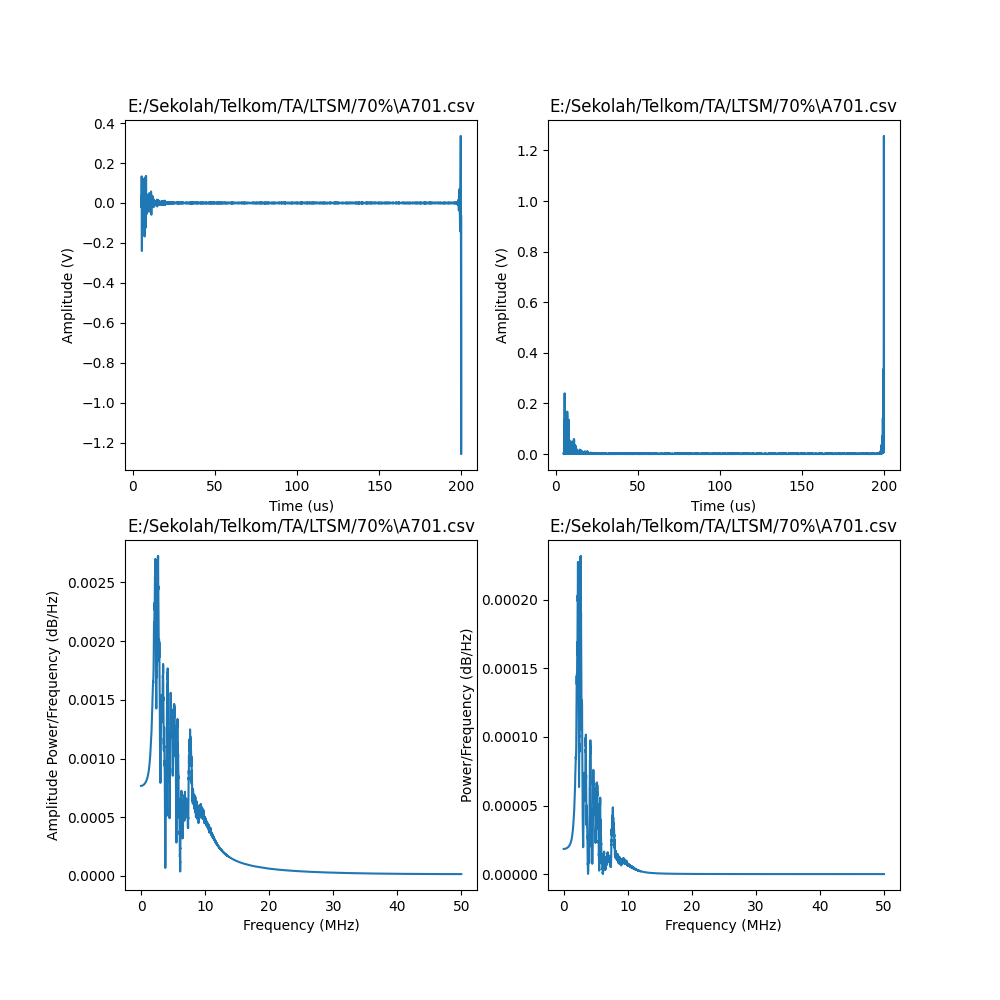 E:/Sekolah/Telkom/TA/LTSM/70%\A701.csv
0.4
0.2
0.0
−0.2
−0.4
−0.6
−0.8
−1.0
−1.2
Amplitude (V)
0 50 100 150 200
Time (us)
E:/Sekolah/Telkom/TA/LTSM/70%\A701.csv
1.2
1.0
0.8
0.6
0.4
0.2
0.0
Amplitude (V)
0 50 100 150 200
Time (us)
E:/Sekolah/Telkom/TA/LTSM/70%\A701.csv
0.0025
0.0020
0.0015
0.0010
0.0005
0.0000
Amplitude Power/Frequency (dB/Hz)
0 10 20 30 40 50
Frequency (MHz)
E:/Sekolah/Telkom/TA/LTSM/70%\A701.csv
0.00020
0.00015
0.00010
0.00005
0.00000
Power/Frequency (dB/Hz)
0 10 20 30 40 50
Frequency (MHz)